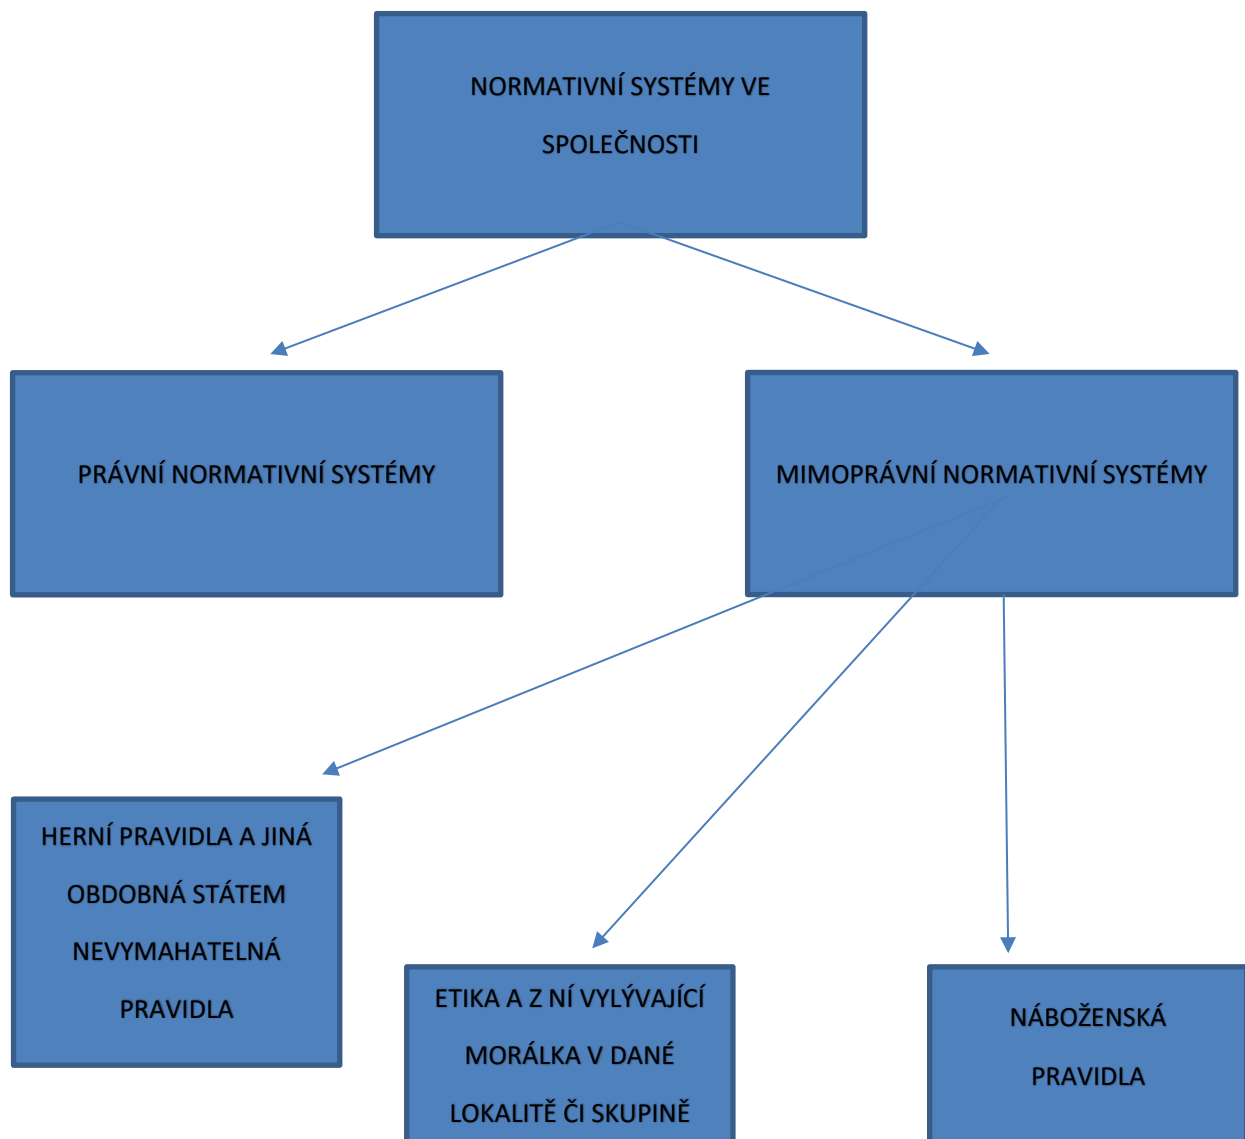 NORMATIVNÍ SYSTÉMY VE
SPOLEČNOSTI
PRÁVNÍ NORMATIVNÍ SYSTÉMY
MIMOPRÁVNÍ NORMATIVNÍ SYSTÉMY
HERNÍ PRAVIDLA A JINÁ
OBDOBNÁ STÁTEM
NEVYMAHATELNÁ
PRAVIDLA
ETIKA A Z NÍ VYLÝVAJÍCÍ
MORÁLKA V DANÉ
LOKALITĚ ČI SKUPINĚ
NÁBOŽENSKÁ
PRAVIDLA